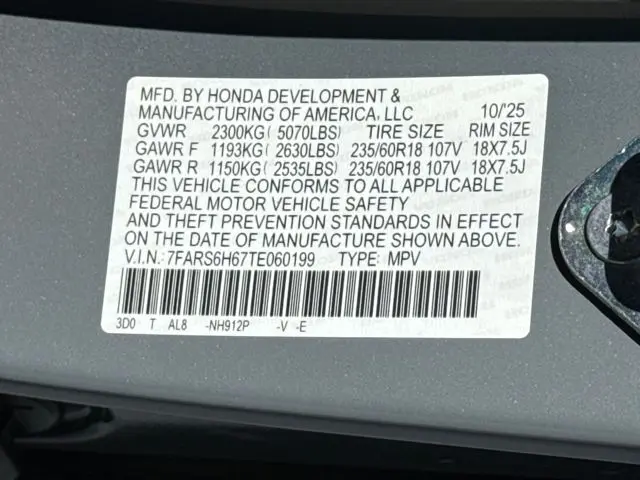 MFD. BY HONDA DEVELOPMENT &
MANUFACTURING OF AMERICA, LLC 10/'25
GVWR 2300KG( 5070LBS) TIRE SIZE RIM SIZE
GAWR F 1193KG( 2630LBS) 235/60R18 107V 18X7.5J
GAWR R 1150KG( 2535LBS) 235/60R18 107V 18X7.5J
THIS VEHICLE CONFORMS TO ALL APPLICABLE
FEDERAL MOTOR VEHICLE SAFETY
AND THEFT PREVENTION STANDARDS IN EFFECT
ON THE DATE OF MANUFACTURE SHOWN ABOVE.
V.I.N.:7FARS6H67TE060199 TYPE: MPV
3D0 T AL8 -NH912P -V -E